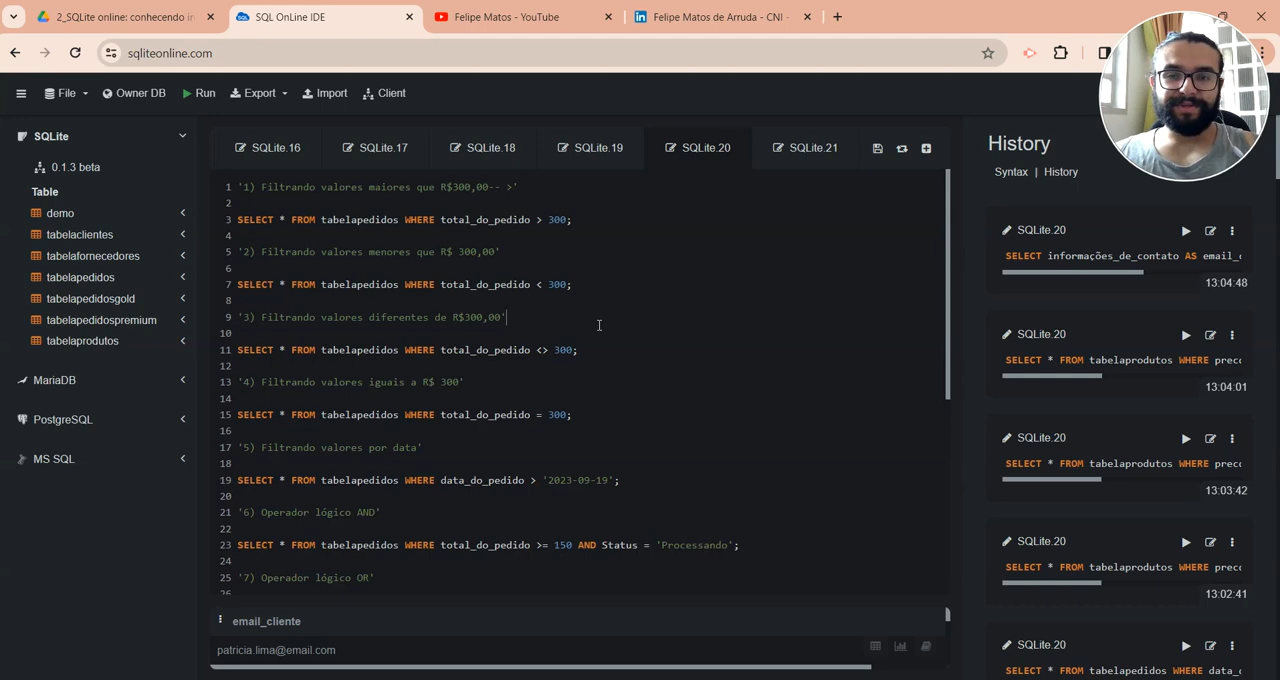 2_SQLite online: conhecendo in
SQL OnLine IDE
Felipe Matos - YouTube
Felipe Matos de Arruda - CNI -
sqliteonline.com
File
Owner DB
Run
Export
Import
Client
SQLite
0.1.3 beta
Table
demo
tabelaclientes
tabelafornecedores
tabelapedidos
tabelapedidosgold
tabelapedidospremium
tabelaprodutos
MariaDB
PostgreSQL
MS SQL
SQLite.16
SQLite.17
SQLite.18
SQLite.19
SQLite.20
SQLite.21
1 '1) Filtrando valores maiores que R$300,00-- >'
2
3 SELECT * FROM tabelapedidos WHERE total_do_pedido > 300;
4
5 '2) Filtrando valores menores que R$ 300,00'
6
7 SELECT * FROM tabelapedidos WHERE total_do_pedido < 300;
8
9 '3) Filtrando valores diferentes de R$300,00'
10
11 SELECT * FROM tabelapedidos WHERE total_do_pedido <> 300;
12
13 '4) Filtrando valores iguais a R$ 300'
14
15 SELECT * FROM tabelapedidos WHERE total_do_pedido = 300;
16
17 '5) Filtrando valores por data'
18
19 SELECT * FROM tabelapedidos WHERE data_do_pedido > '2023-09-19';
20
21 '6) Operador lógico AND'
22
23 SELECT * FROM tabelapedidos WHERE total_do_pedido >= 150 AND Status = 'Processando';
24
25 '7) Operador lógico OR'
26
email_cliente
patricia.lima@email.com
History
Syntax | History
SQLite.20
SELECT informações_de_contato AS email_c
13:04:48
SQLite.20
SELECT * FROM tabelaprodutos WHERE prec
13:04:01
SQLite.20
SELECT * FROM tabelaprodutos WHERE prec
13:03:42
SQLite.20
SELECT * FROM tabelaprodutos WHERE prec
13:02:41
SQLite.20
SELECT * FROM tabelapedidos WHERE data_d